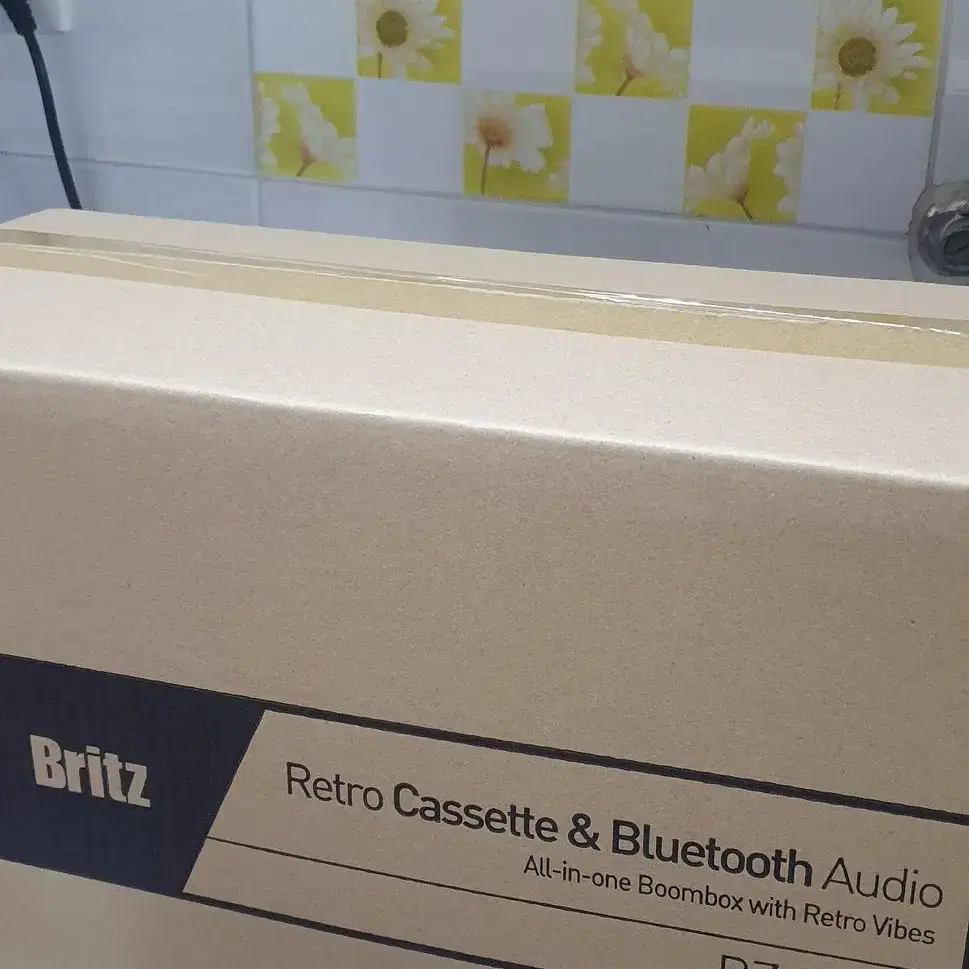 Britz
Retro Cassette & Bluetooth Audio
All-in-one Boombox with Retro Vibes